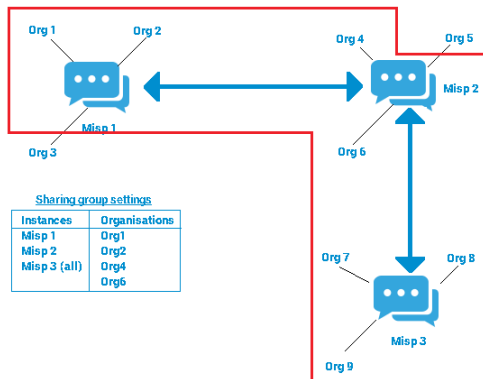 Org 1
Org 2
Org 4
Org 5
Misp 2
Misp 1
Org 3
Org 6
Sharing group settings
Instances Organisations
Misp 1 Org1
Misp 2 Org2
Misp 3 (all) Org4
Org6
Org 7
Org 8
Misp 3
Org 9